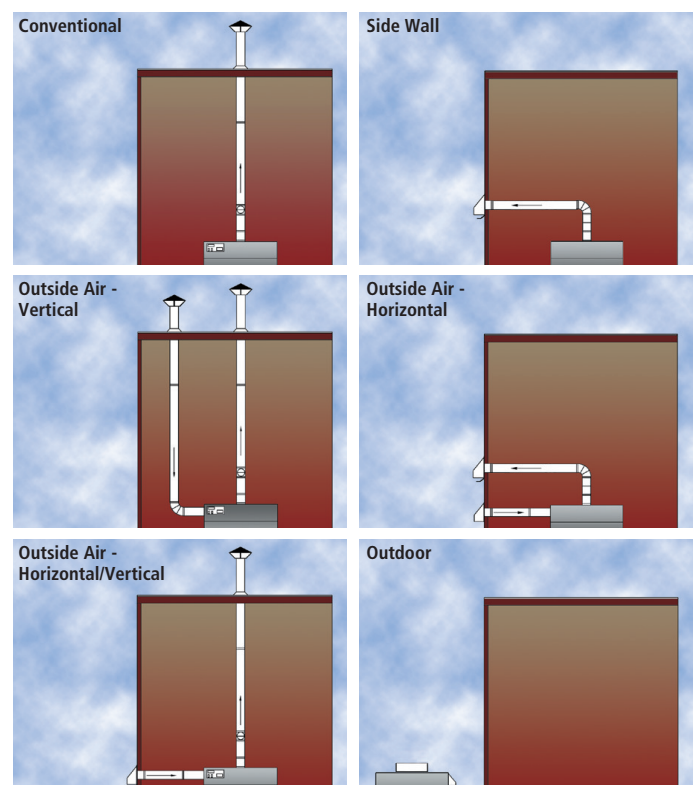 Conventional
Side Wall
Outside Air -
Vertical
Outside Air -
Horizontal
Outside Air -
Horizontal/Vertical
Outdoor